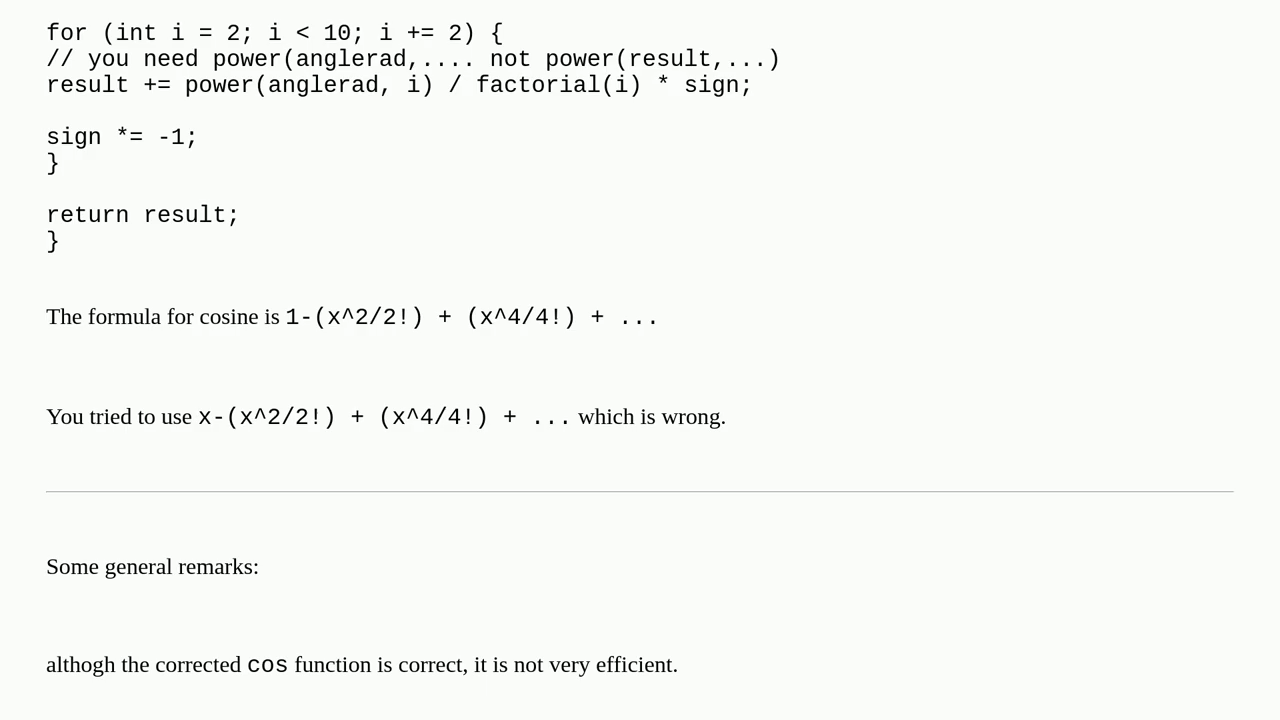 for (int i = 2; i < 10; i += 2) {
// you need power(anglerad,.... not power(result,...)
result += power(anglerad, i) / factorial(i) * sign;
sign *= -1;
}
return result;
}
The formula for cosine is 1-(x^2/2!) + (x^4/4!) + ...
You tried to use x-(x^2/2!) + (x^4/4!) + ... which is wrong.
Some general remarks:
althogh the corrected cos function is correct, it is not very efficient.